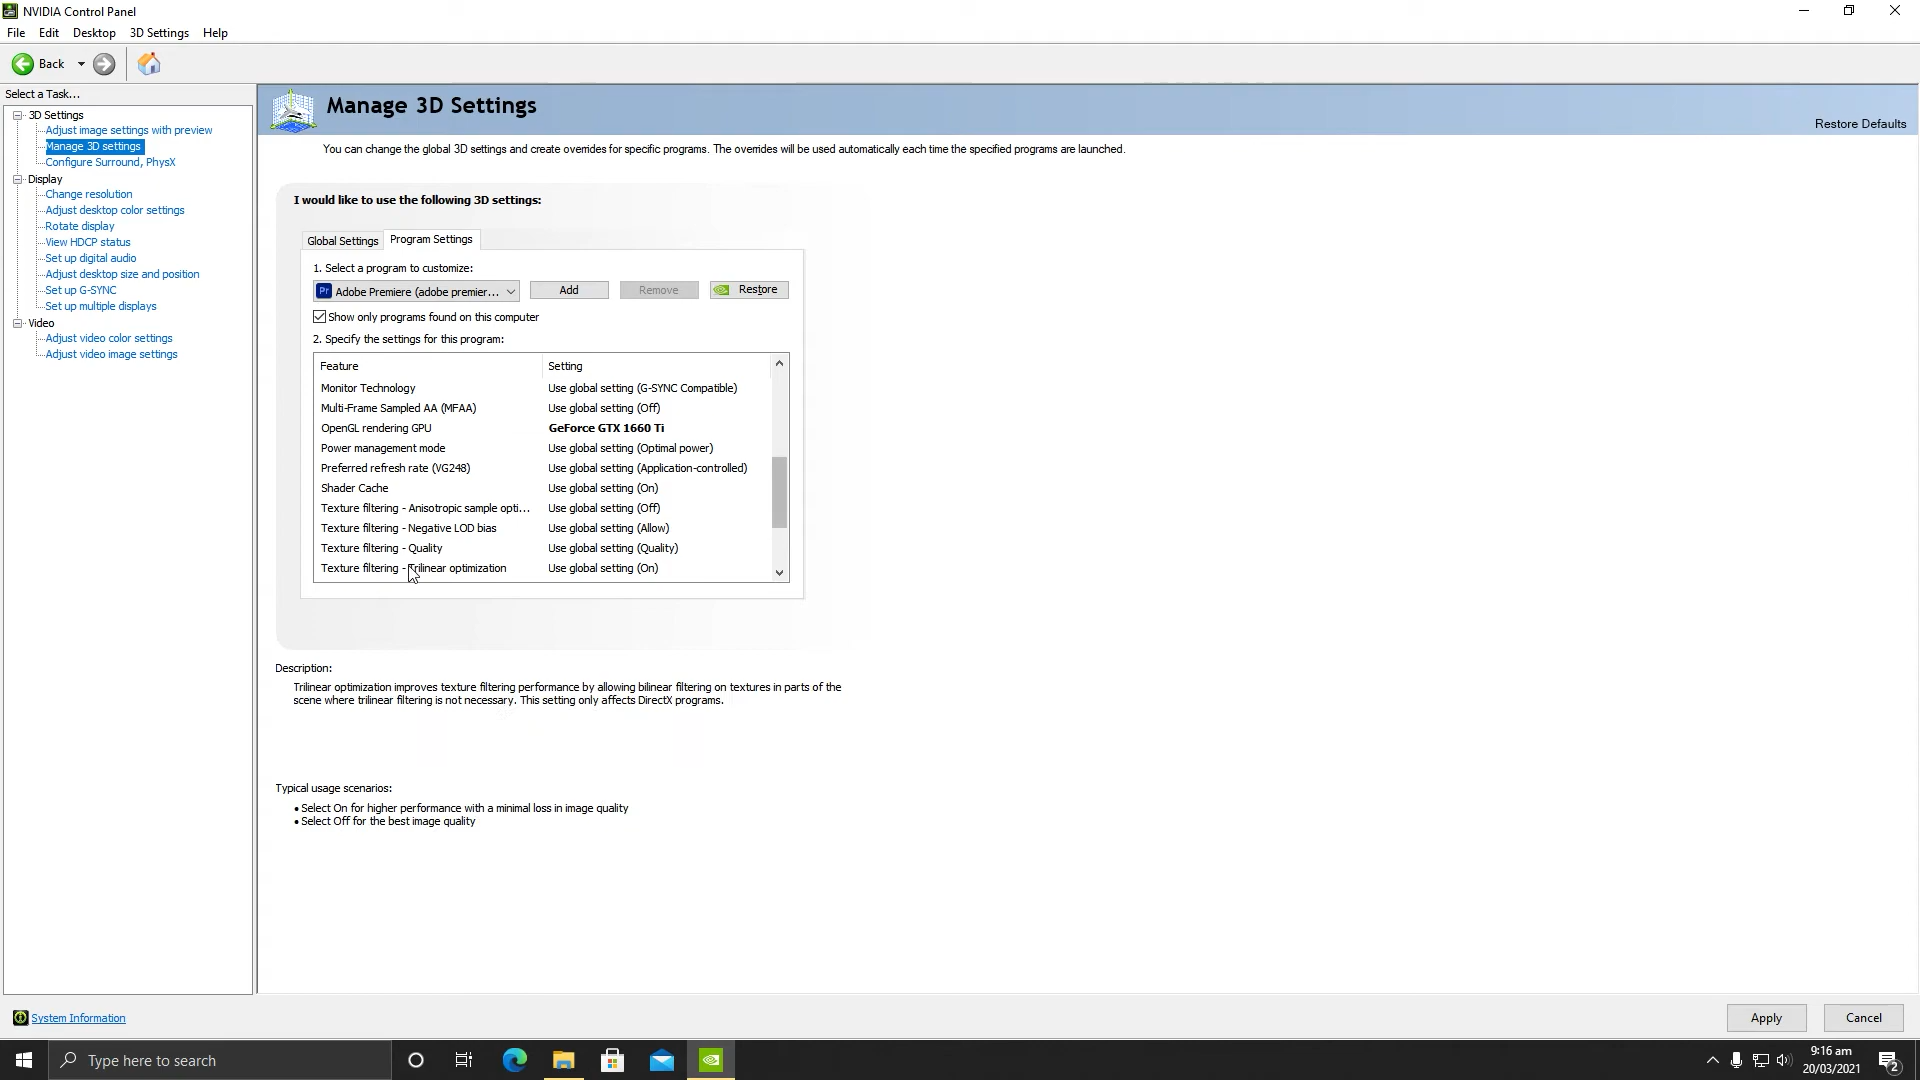 NVIDIA Control Panel
File Edit Desktop 3D Settings Help
Back
Select a Task...
3D Settings
Adjust image settings with preview
Manage 3D settings
Configure Surround, PhysX
Display
Change resolution
Adjust desktop color settings
Rotate display
View HDCP status
Set up digital audio
Adjust desktop size and position
Set up G-SYNC
Set up multiple displays
Video
Adjust video color settings
Adjust video image settings
System Information
Manage 3D Settings
Restore Defaults
You can change the global 3D settings and create overrides for specific programs. The overrides will be used automatically each time the specified programs are launched.
I would like to use the following 3D settings:
Global Settings Program Settings
1. Select a program to customize:
Pr Adobe Premiere (adobe premier... Add Remove Restore
Show only programs found on this computer
2. Specify the settings for this program:
Feature Setting
Monitor Technology Use global setting (G-SYNC Compatible)
Multi-Frame Sampled AA (MFAA) Use global setting (Off)
OpenGL rendering GPU GeForce GTX 1660 Ti
Power management mode Use global setting (Optimal power)
Preferred refresh rate (VG248) Use global setting (Application-controlled)
Shader Cache Use global setting (On)
Texture filtering - Anisotropic sample opti... Use global setting (Off)
Texture filtering - Negative LOD bias Use global setting (Allow)
Texture filtering - Quality Use global setting (Quality)
Texture filtering - Trilinear optimization Use global setting (On)
Description:
Trilinear optimization improves texture filtering performance by allowing bilinear filtering on textures in parts of the
scene where trilinear filtering is not necessary. This setting only affects DirectX programs.
Typical usage scenarios:
• Select On for higher performance with a minimal loss in image quality
• Select Off for the best image quality
Apply Cancel
Type here to search
9:16 am
20/03/2021
2